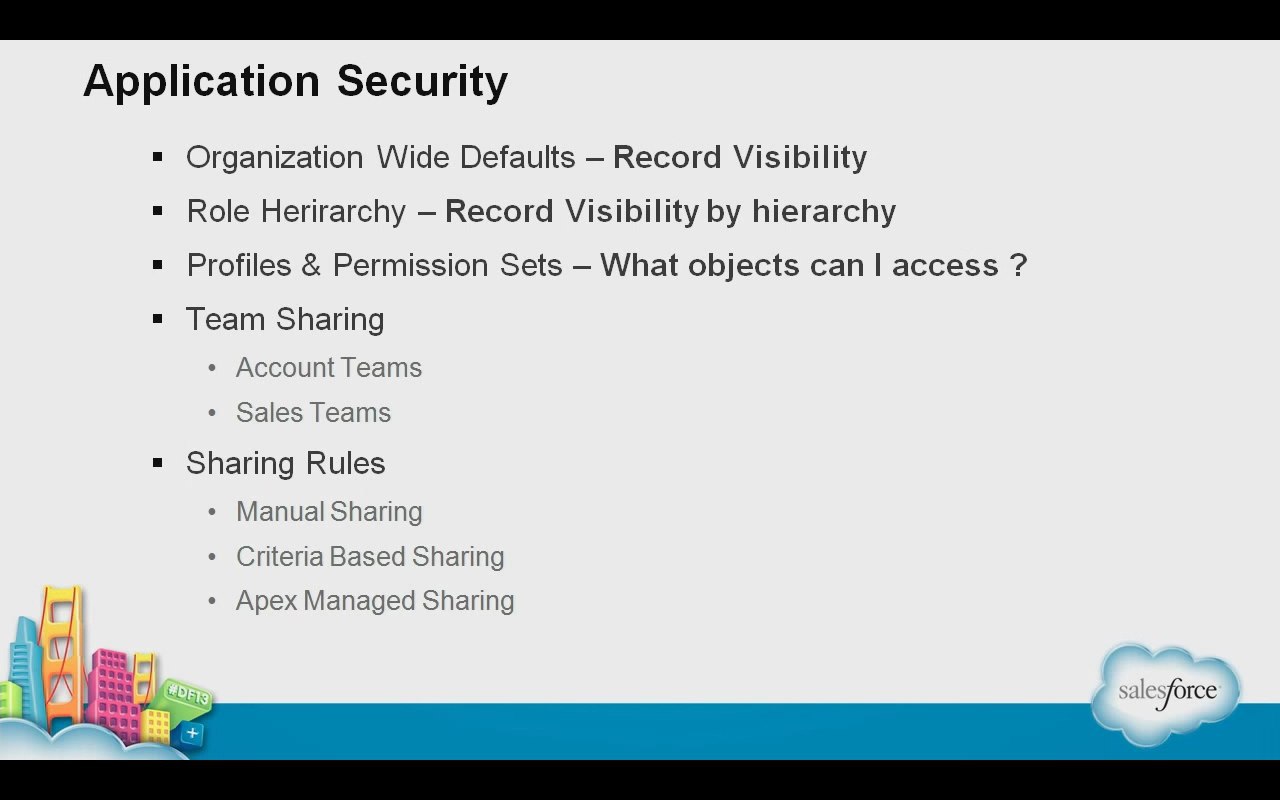 Application Security
▪ Organization Wide Defaults – Record Visibility
▪ Role Herirarchy – Record Visibility by hierarchy
▪ Profiles & Permission Sets – What objects can I access ?
▪ Team Sharing
• Account Teams
• Sales Teams
▪ Sharing Rules
• Manual Sharing
• Criteria Based Sharing
• Apex Managed Sharing
#DF13
+
salesforce